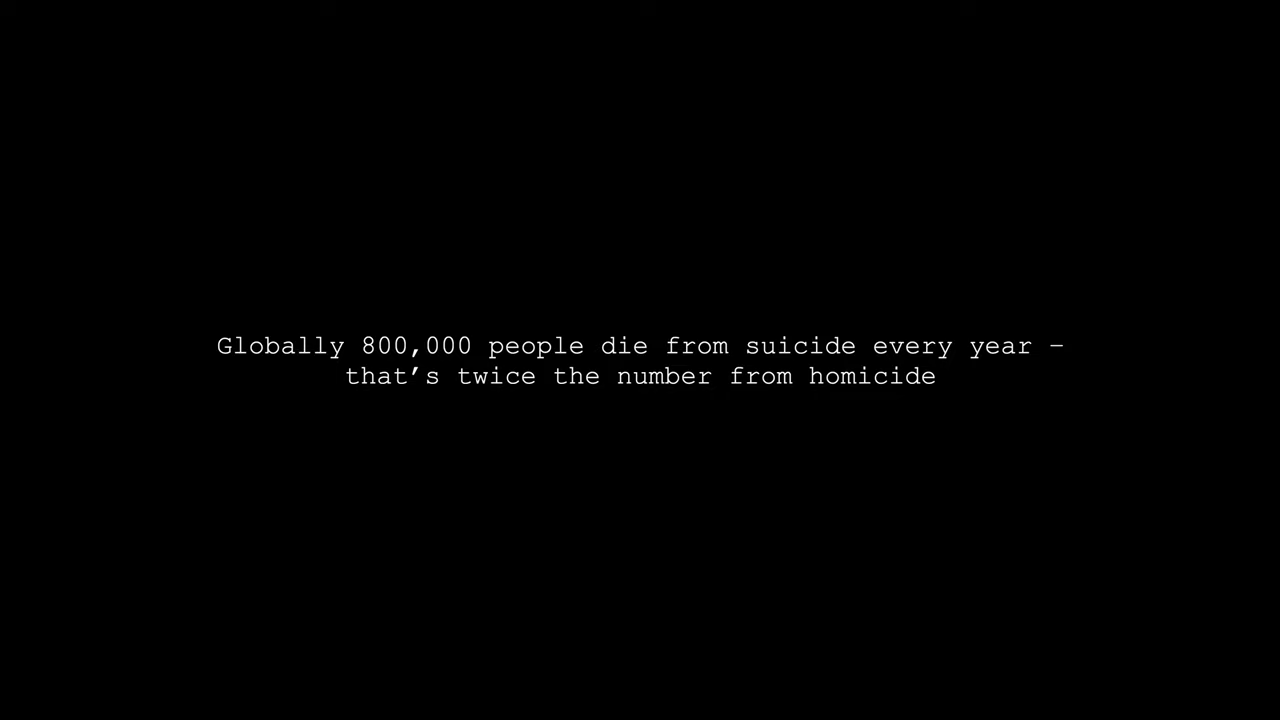 Globally 800,000 people die from suicide every year –
that’s twice the number from homicide